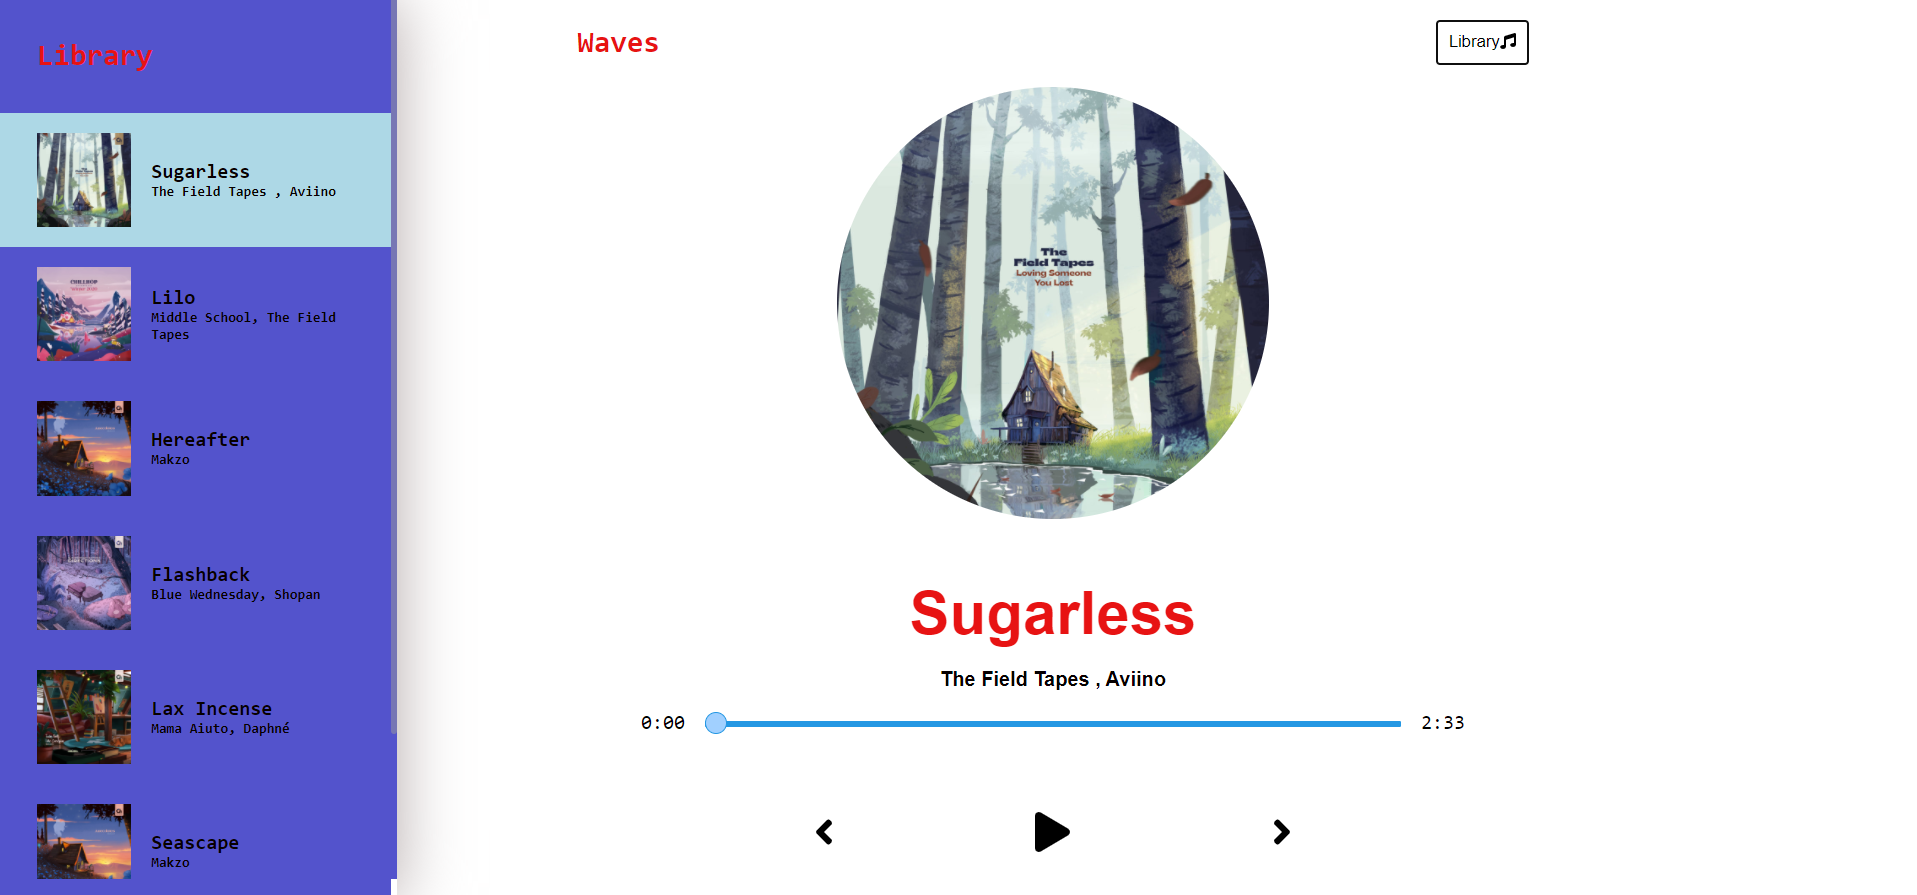 Library
Sugarless
The Field Tapes , Aviino
Lilo
Middle School, The Field
Tapes
Hereafter
Makzo
Flashback
Blue Wednesday, Shopan
Lax Incense
Mama Aiuto, Daphné
Seascape
Makzo
Waves
Library
The
Field Tapes
Loving Someone
You Lost
Sugarless
The Field Tapes , Aviino
0:00
2:33